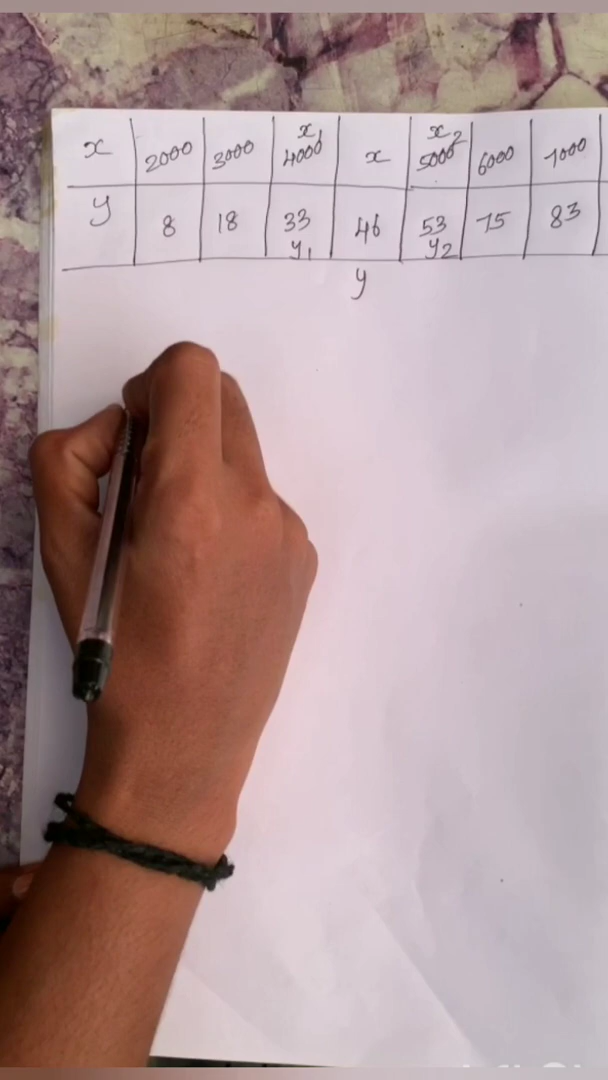 x 2000 3000 x1 4000 x x2 5000 6000 7000
y 8 18 33 46 53 75 83
y1 y2
y